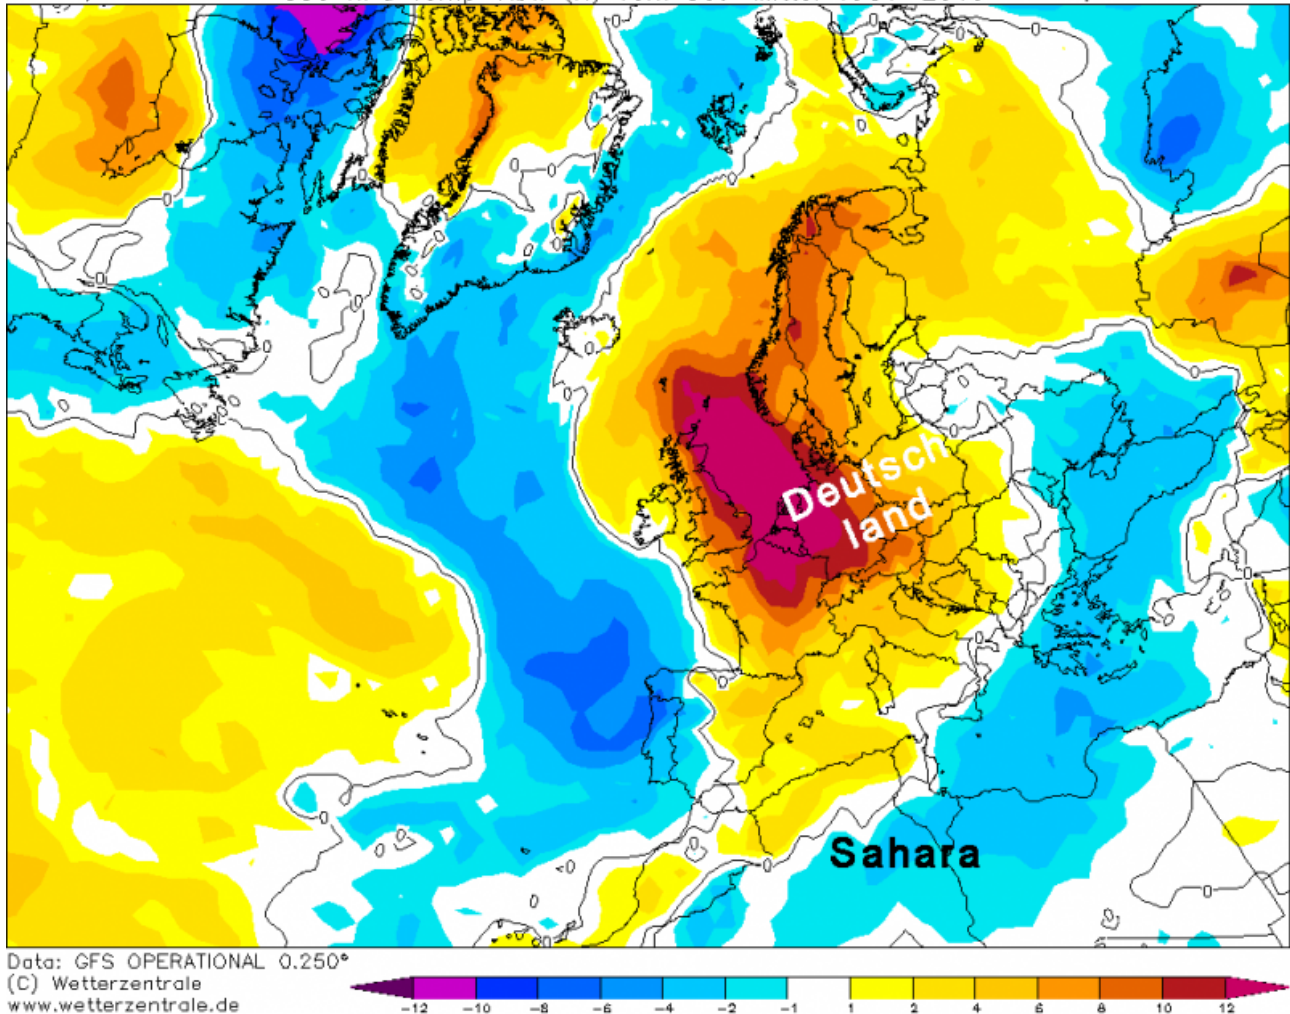 Deutsch
land
Sahara
Data: GFS OPERATIONAL 0.250°
(C) Wetterzentrale
www.wetterzentrale.de
-12 -10 -8 -6 -4 -2 -1 1 2 4 6 8 10 12